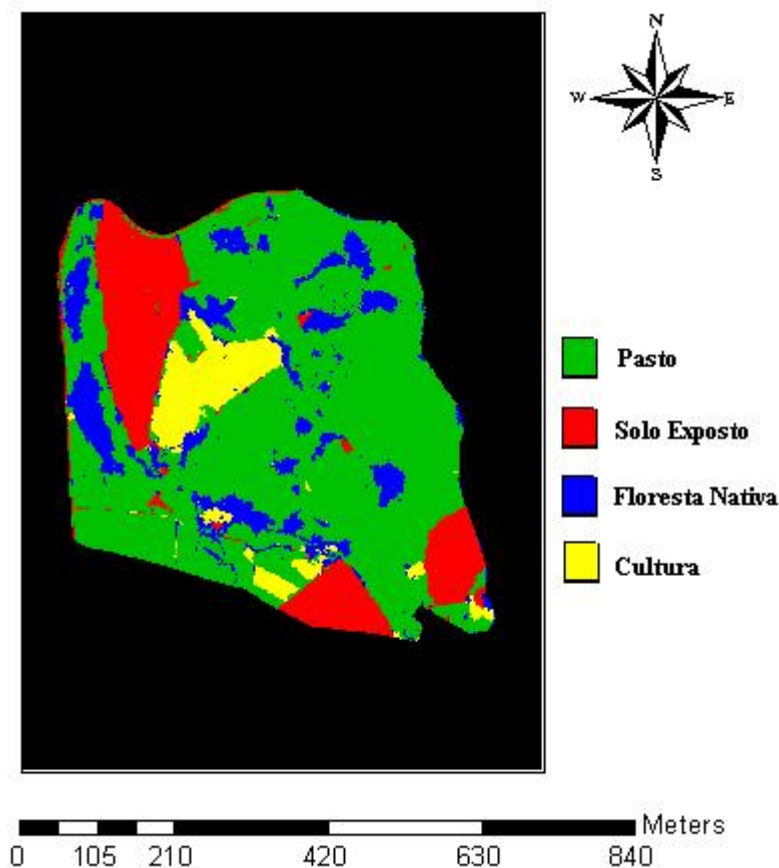 N
W E
S
Pasto
Solo Exposto
Floresta Nativa
Cultura
Meters
0 105 210 420 630 840